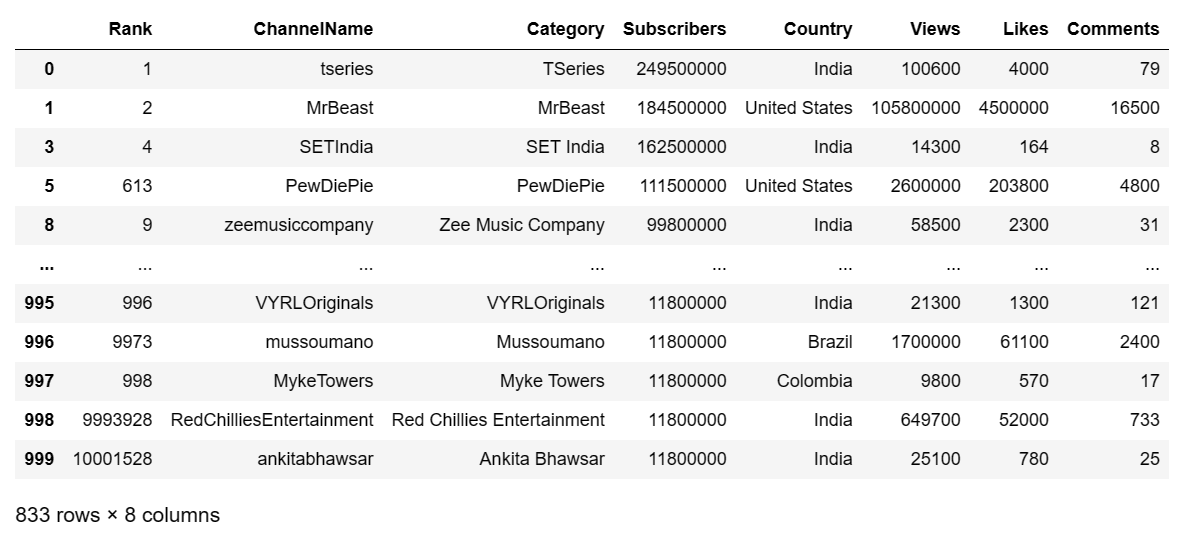 Rank ChannelName Category Subscribers Country Views Likes Comments
0 1 tseries TSeries 249500000 India 100600 4000 79
1 2 MrBeast MrBeast 184500000 United States 105800000 4500000 16500
3 4 SETIndia SET India 162500000 India 14300 164 8
5 613 PewDiePie PewDiePie 111500000 United States 2600000 203800 4800
8 9 zeemusiccompany Zee Music Company 99800000 India 58500 2300 31
... ... ... ... ... ... ... ... ...
995 996 VYRLOriginals VYRLOriginals 11800000 India 21300 1300 121
996 9973 mussoumano Mussoumano 11800000 Brazil 1700000 61100 2400
997 998 MykeTowers Myke Towers 11800000 Colombia 9800 570 17
998 9993928 RedChilliesEntertainment Red Chillies Entertainment 11800000 India 649700 52000 733
999 10001528 ankitabhawsar Ankita Bhawsar 11800000 India 25100 780 25
833 rows × 8 columns